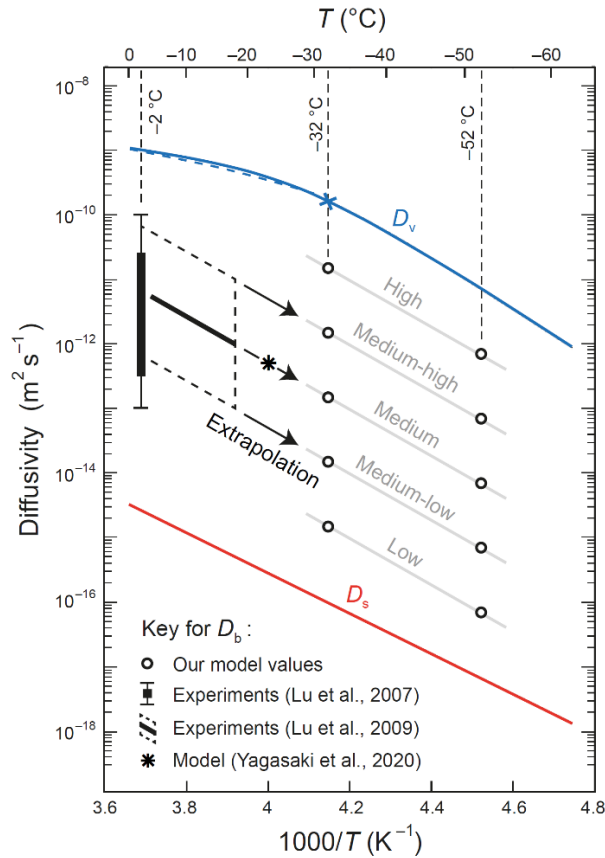 T (°C)
0 −10 −20 −30 −40 −50 −60
−2 °C
−32 °C
−52 °C
10⁻⁸
10⁻¹⁰
10⁻¹²
10⁻¹⁴
10⁻¹⁶
10⁻¹⁸
Diffusivity (m² s⁻¹)
Dᵥ
High
Medium-high
Medium
Medium-low
Low
Extrapolation
Dₛ
Key for D_b :
Our model values
Experiments (Lu et al., 2007)
Experiments (Lu et al., 2009)
Model (Yagasaki et al., 2020)
3.6 4 4.2 4.4 4.6 4.8
1000/T (K⁻¹)